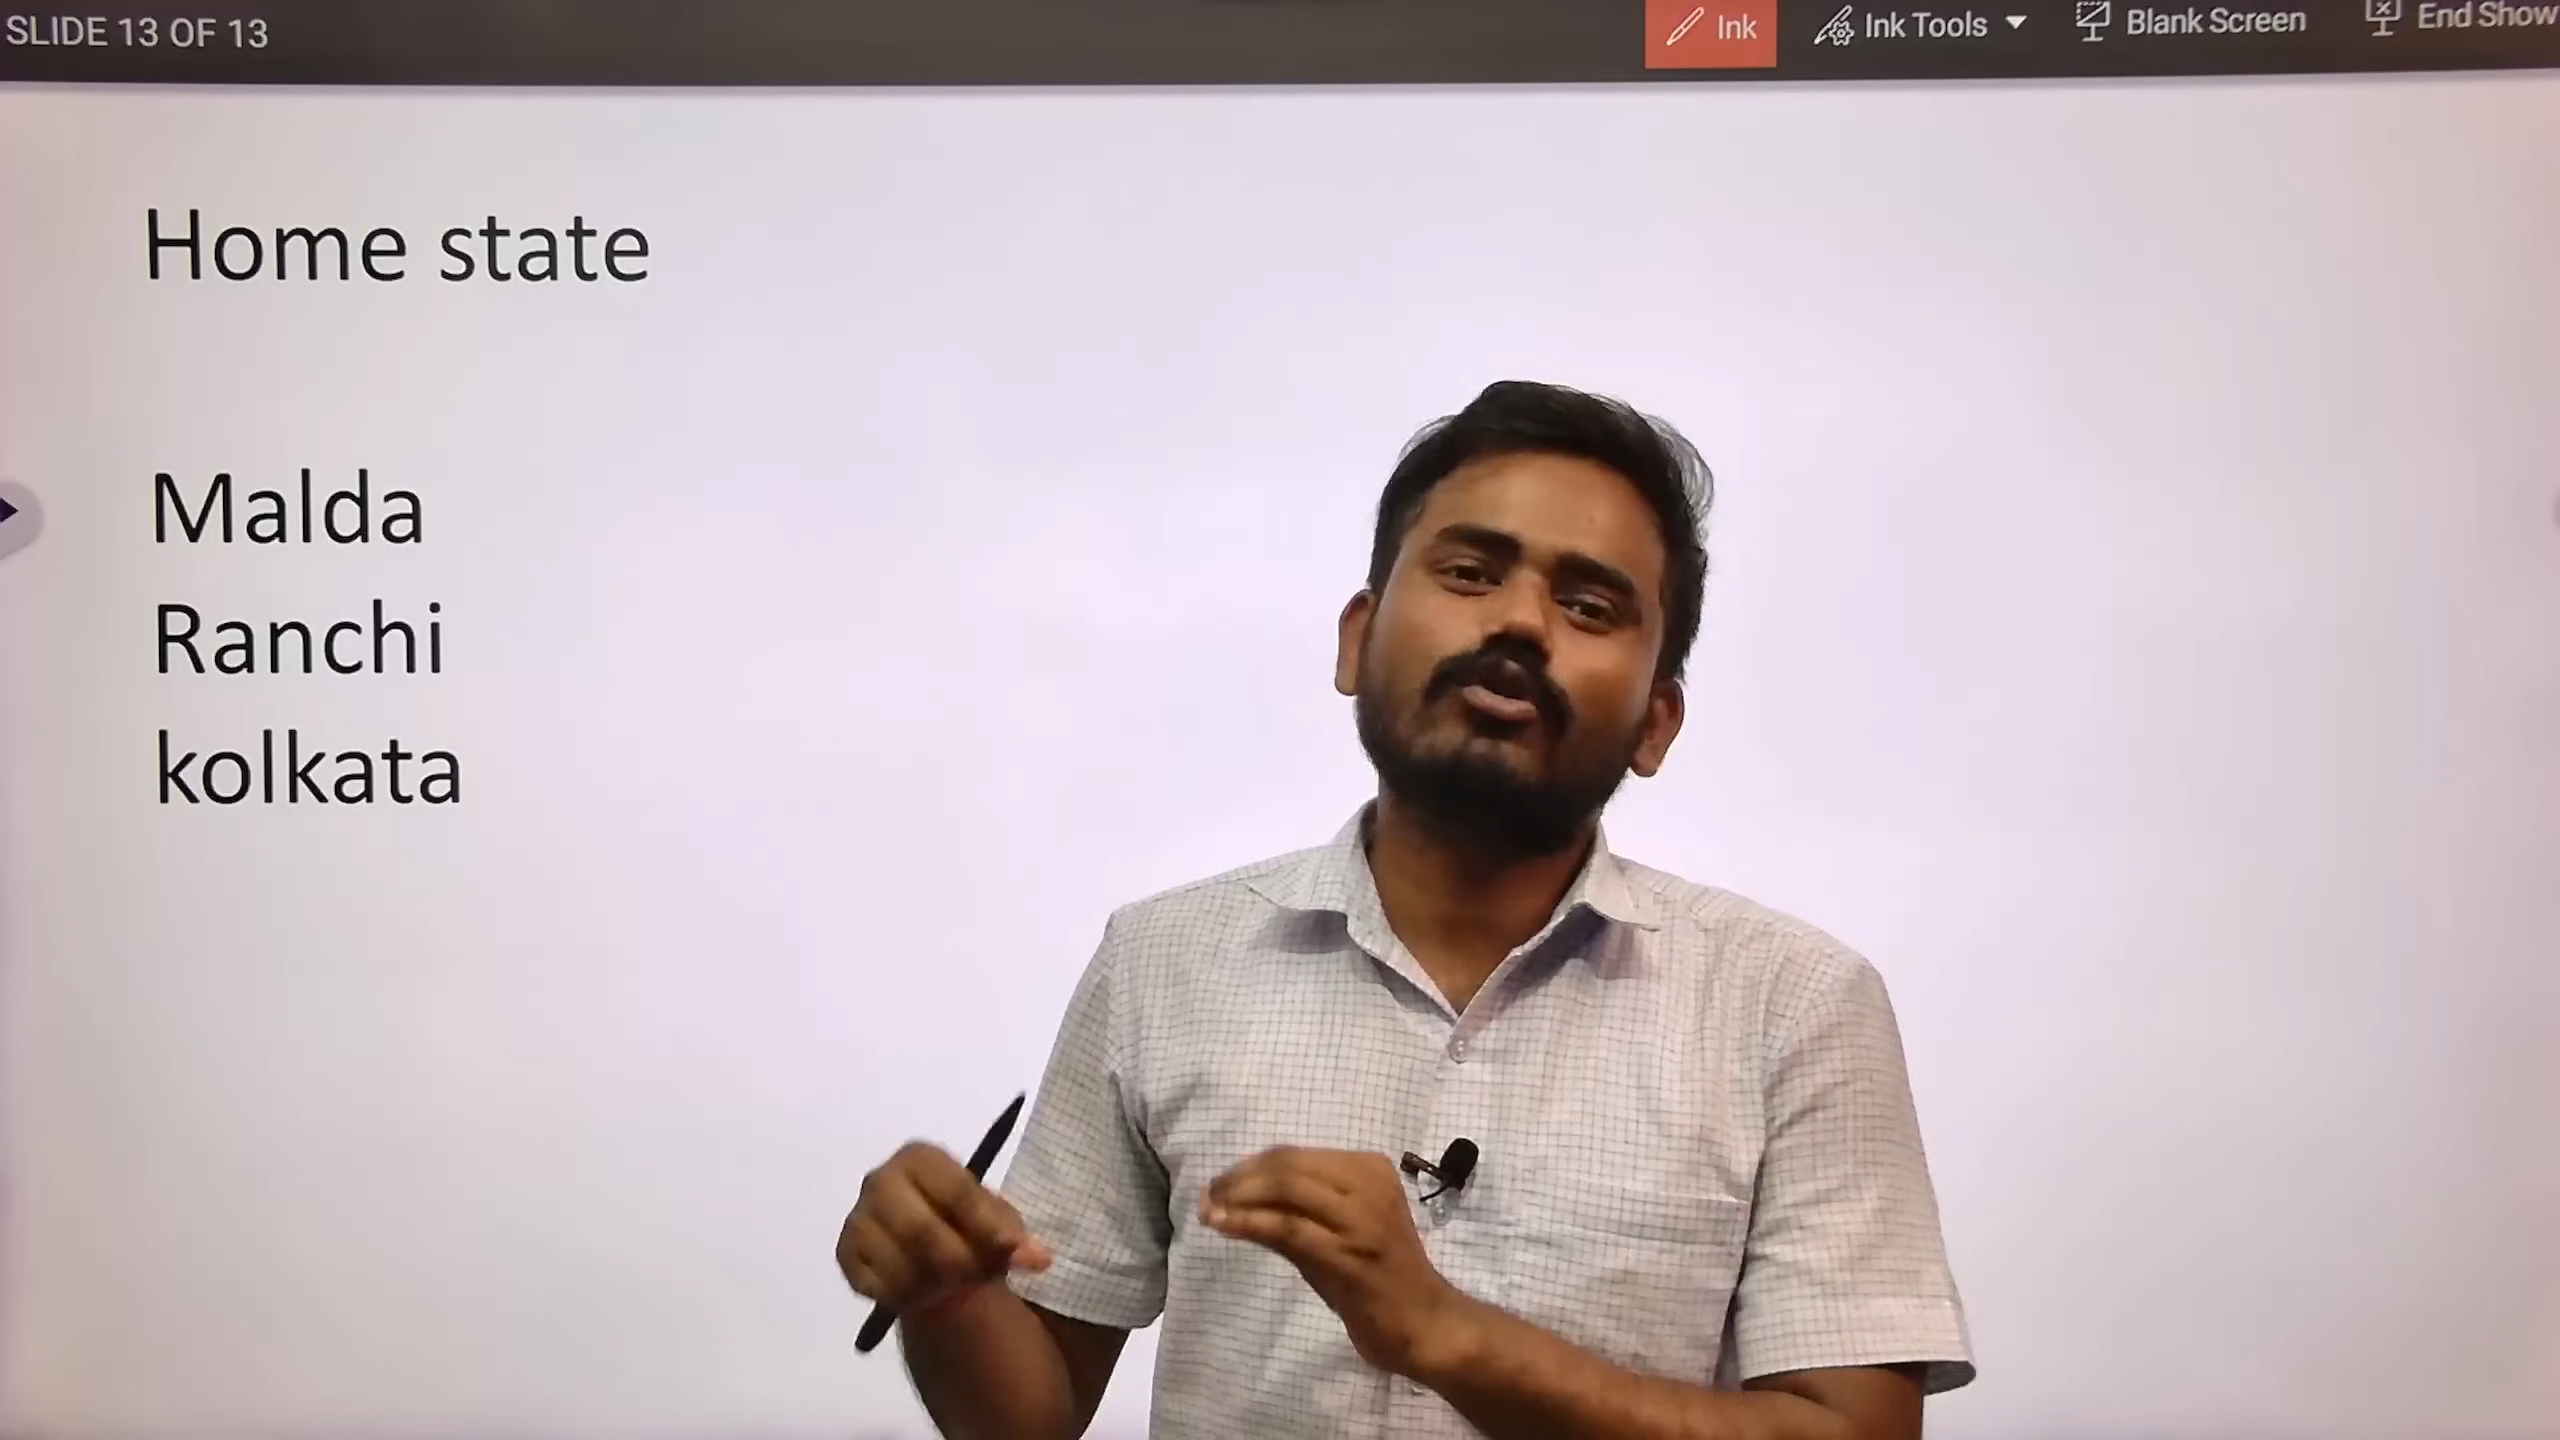 SLIDE 13 OF 13
Ink
Ink Tools
Blank Screen
End Show
Home state
Malda
Ranchi
kolkata